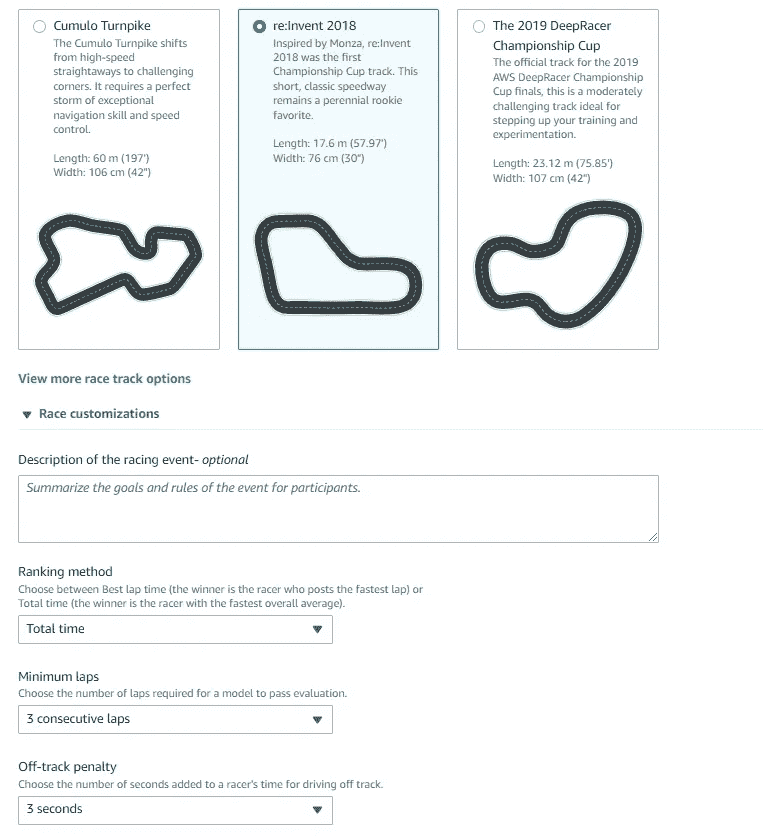 Cumulo Turnpike
The Cumulo Turnpike shifts
from high-speed
straightaways to challenging
corners. It requires a perfect
storm of exceptional
navigation skill and speed
control.
Length: 60 m (197')
Width: 106 cm (42")
re:Invent 2018
Inspired by Monza, re:Invent
2018 was the first
Championship Cup track. This
short, classic speedway
remains a perennial rookie
favorite.
Length: 17.6 m (57.97')
Width: 76 cm (30")
The 2019 DeepRacer
Championship Cup
The official track for the 2019
AWS DeepRacer Championship
Cup finals, this is a moderately
challenging track ideal for
stepping up your training and
experimentation.
Length: 23.12 m (75.85')
Width: 107 cm (42")
View more race track options
Race customizations
Description of the racing event- optional
Summarize the goals and rules of the event for participants.
Ranking method
Choose between Best lap time (the winner is the racer who posts the fastest lap) or
Total time (the winner is the racer with the fastest overall average).
Total time
Minimum laps
Choose the number of laps required for a model to pass evaluation.
3 consecutive laps
Off-track penalty
Choose the number of seconds added to a racer's time for driving off track.
3 seconds